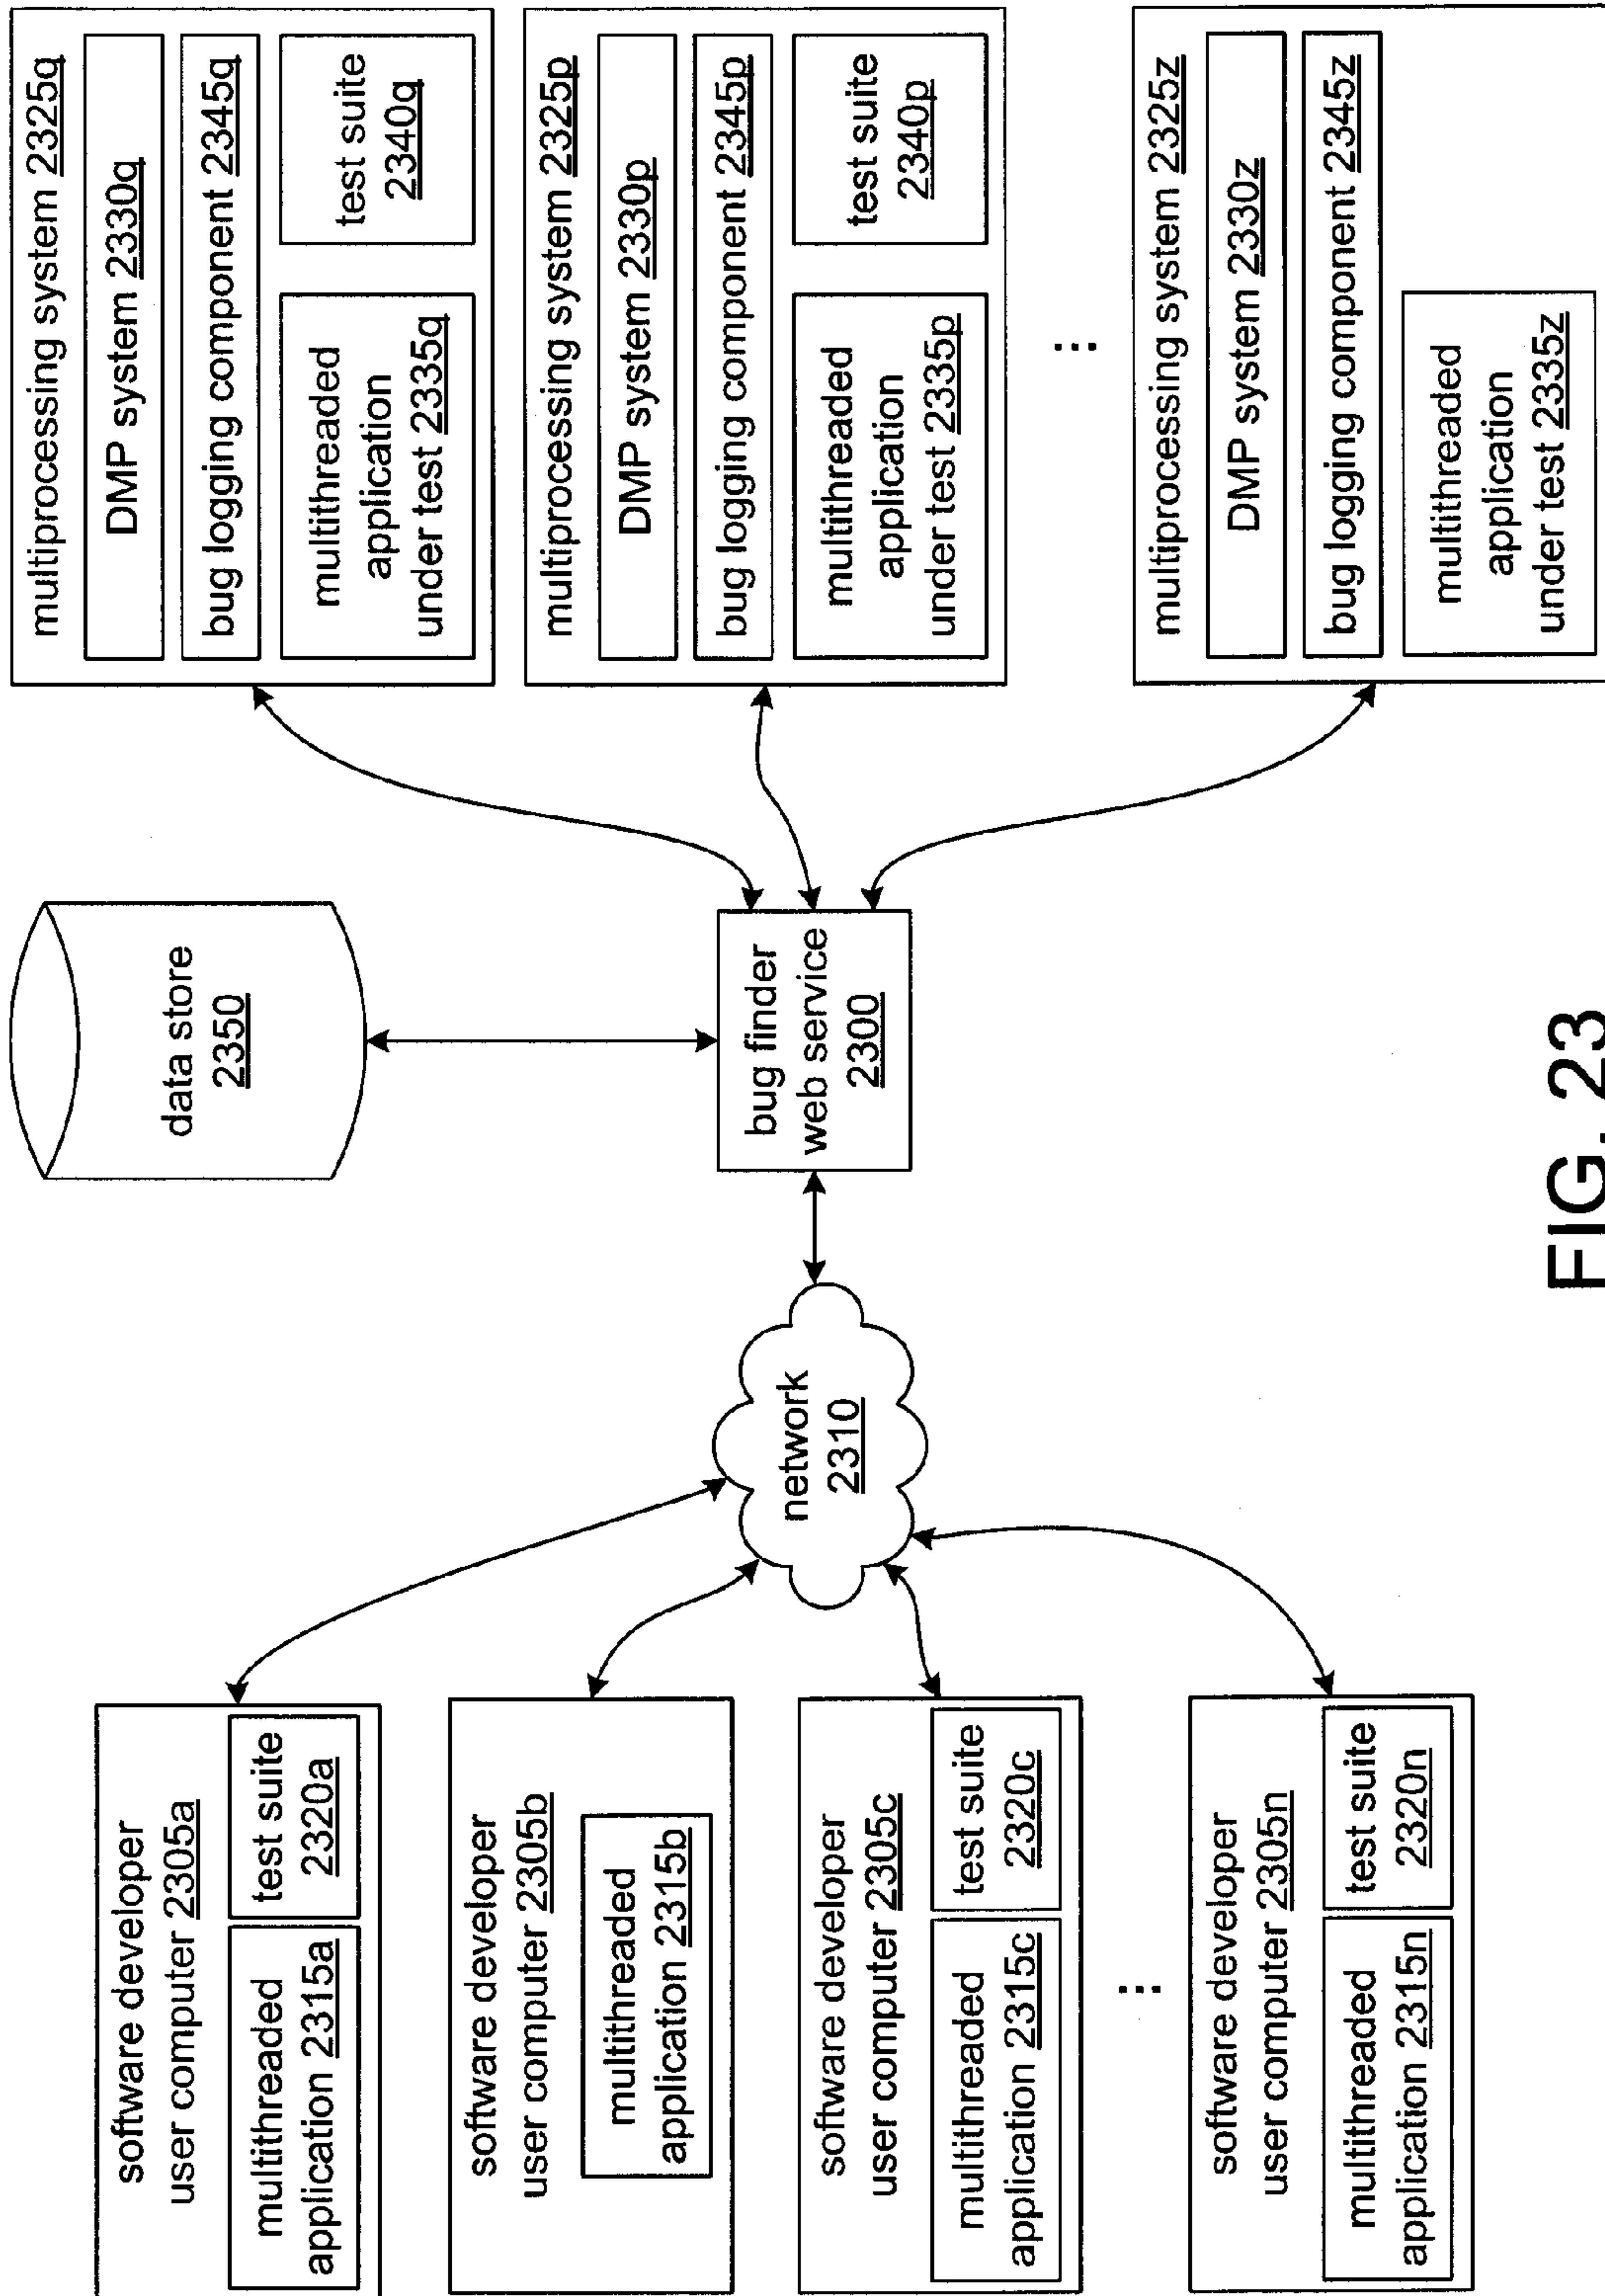 software developer
user computer 2305a
multithreaded
application 2315a
test suite
2320a
software developer
user computer 2305b
multithreaded
application 2315b
software developer
user computer 2305c
multithreaded
application 2315c
test suite
2320c
...
software developer
user computer 2305n
multithreaded
application 2315n
test suite
2320n
network
2310
data store
2350
bug finder
web service
2300
multiprocessing system 2325q
DMP system 2330q
bug logging component 2345q
multithreaded
application
under test 2335q
test suite
2340q
multiprocessing system 2325p
DMP system 2330p
bug logging component 2345p
multithreaded
application
under test 2335p
test suite
2340p
...
multiprocessing system 2325z
DMP system 2330z
bug logging component 2345z
multithreaded
application
under test 2335z
FIG. 23